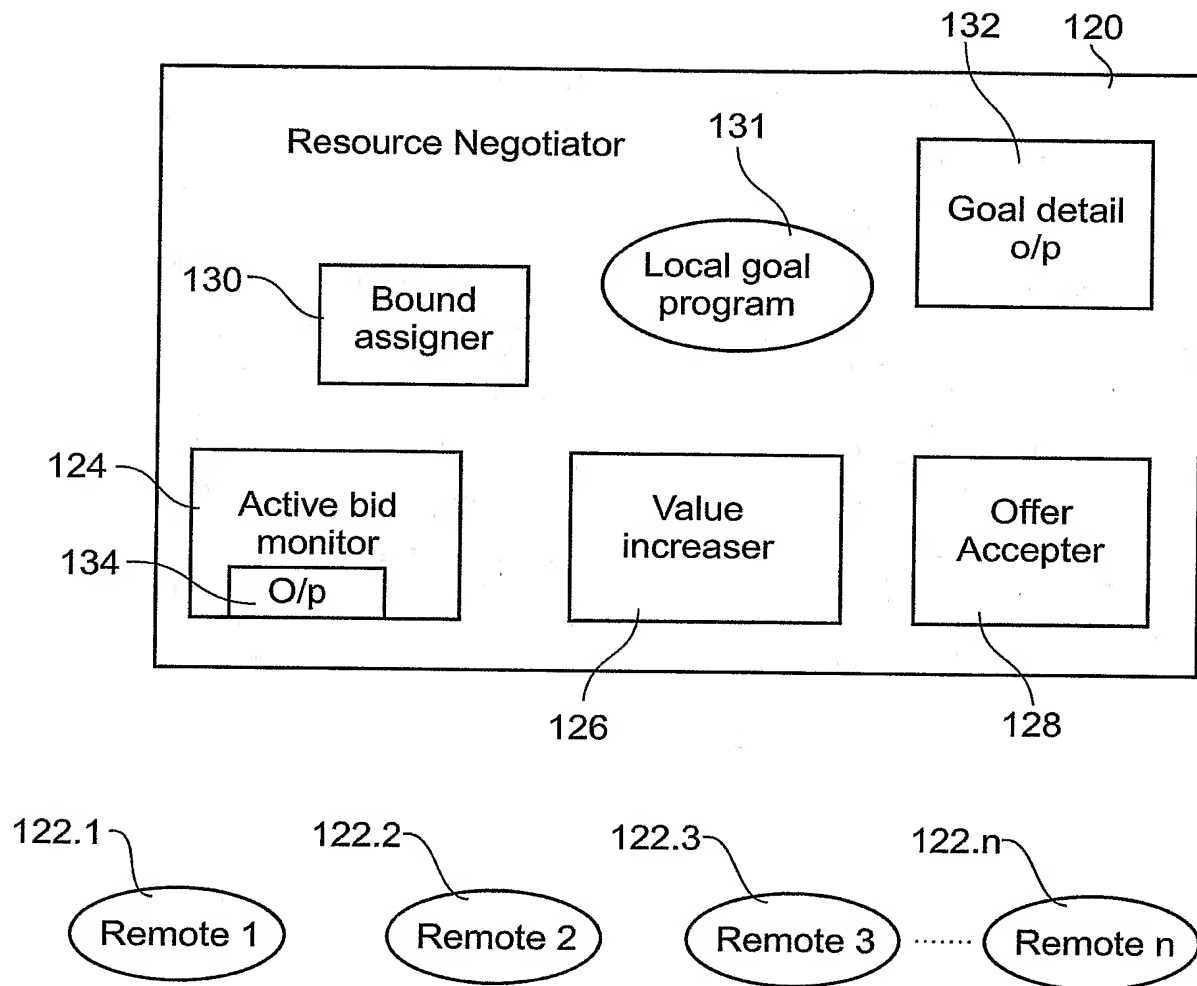 132
120
Resource Negotiator
131
Goal detail
o/p
Local goal
program
130
Bound
assigner
124
Active bid
monitor
134
O/p
Value
increaser
Offer
Accepter
126
128
122.1
122.2
122.3
122.n
Remote 1
Remote 2
Remote 3
.......
Remote n